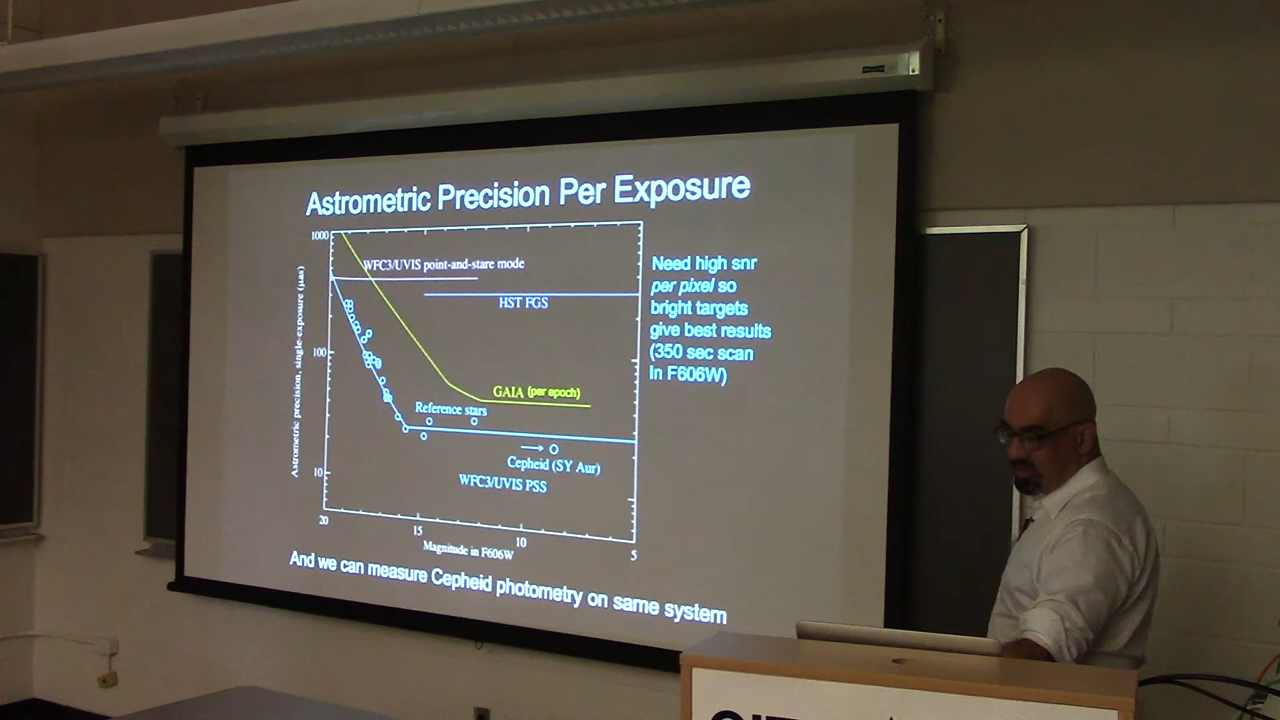 Astrometric Precision Per Exposure
1000
WFC3/UVIS point-and-stare mode
HST FGS
Need high snr
per pixel so
bright targets
give best results
(350 sec scan
In F606W)
Astrometric precision, single-exposure (μas)
100
GAIA (per epoch)
Reference stars
Cepheid (SY Aur)
WFC3/UVIS PSS
10
20
15
10
5
Magnitude in F606W
And we can measure Cepheid photometry on same system